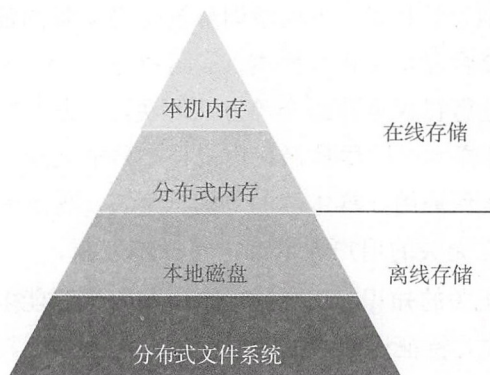 本机内存
在线存储
分布式内存
本地磁盘
离线存储
分布式文件系统